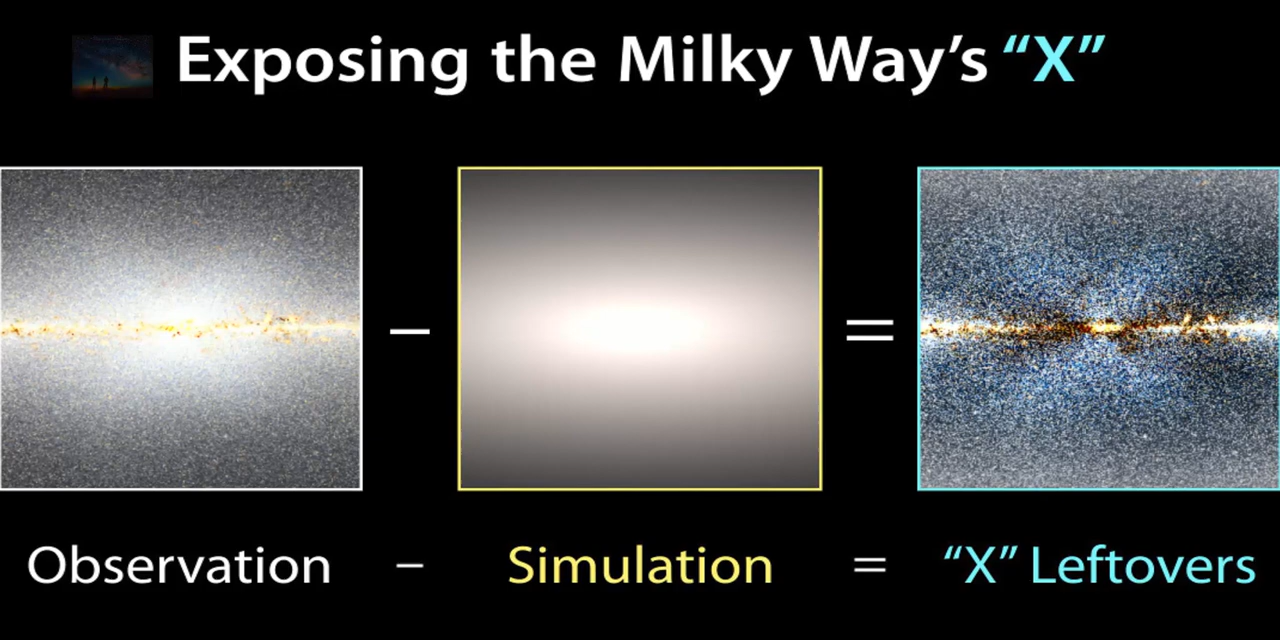 Exposing the Milky Way’s “X”
− =
Observation − Simulation = “X” Leftovers